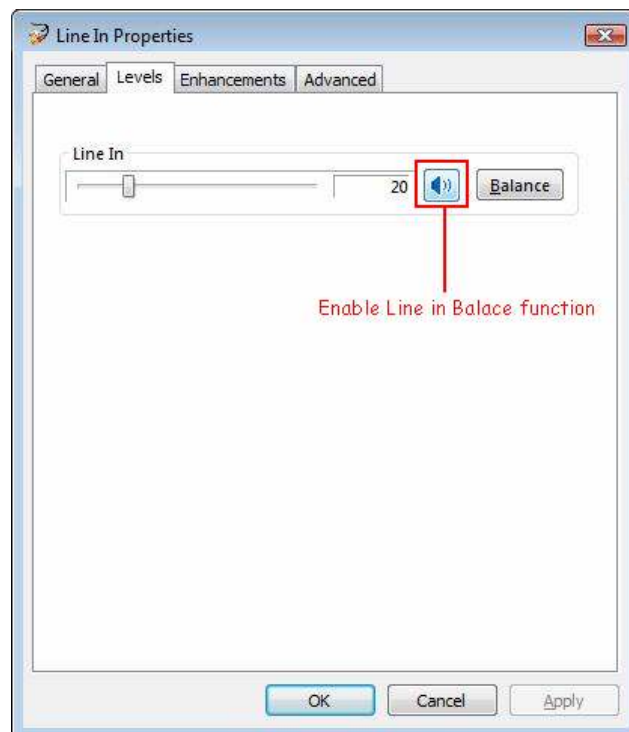 Line In Properties
General Levels Enhancements Advanced
Line In
20 Balance
Enable Line in Balace function
OK Cancel Apply